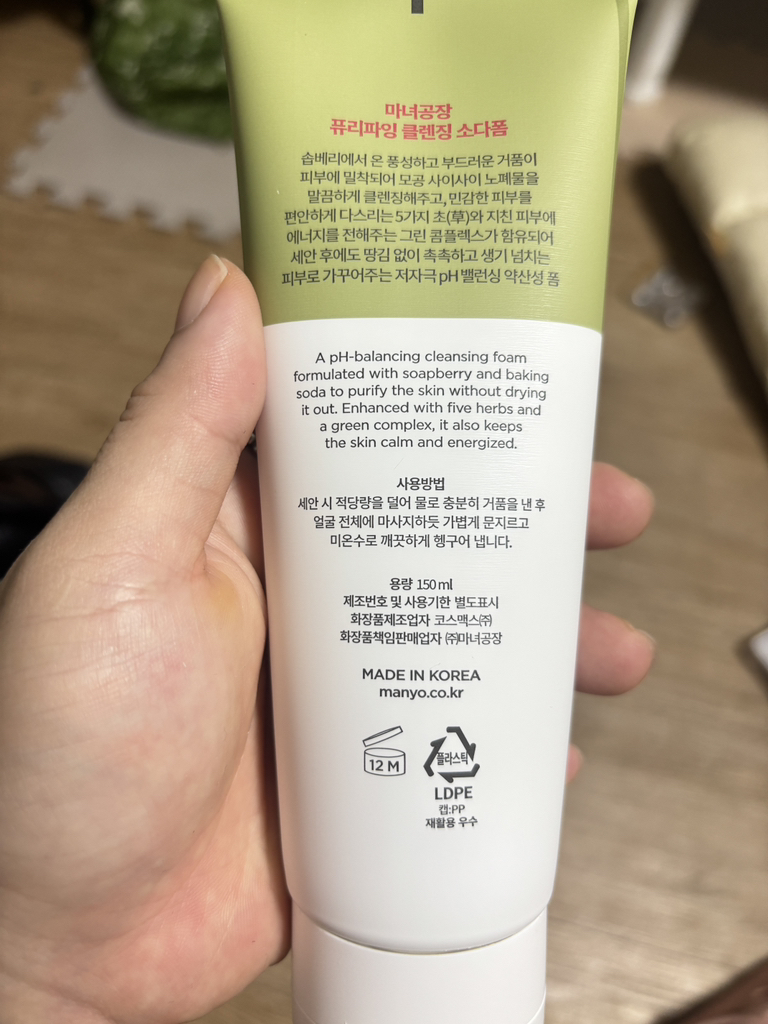 마녀공장
퓨리파잉 클렌징 소다폼
솝베리에서 온 풍성하고 부드러운 거품이
피부에 밀착되어 모공 사이사이 노폐물을
말끔하게 클렌징해주고, 민감한 피부를
편안하게 다스리는 5가지 초(草)와 지친 피부에
에너지를 전해주는 그린 콤플렉스가 함유되어
세안 후에도 땅김 없이 촉촉하고 생기 넘치는
피부로 가꾸어주는 저자극 pH 밸런싱 약산성 폼
A pH-balancing cleansing foam
formulated with soapberry and baking
soda to purify the skin without drying
it out. Enhanced with five herbs and
a green complex, it also keeps
the skin calm and energized.
사용방법
세안 시 적당량을 덜어 물로 충분히 거품을 낸 후
얼굴 전체에 마사지하듯 가볍게 문지르고
미온수로 깨끗하게 헹구어 냅니다.
용량 150 ml
제조번호 및 사용기한 별도표시
화장품제조업자 코스맥스㈜
화장품책임판매업자 ㈜마녀공장
MADE IN KOREA
manyo.co.kr
12 M
플라스틱
LDPE
캡:PP
재활용 우수